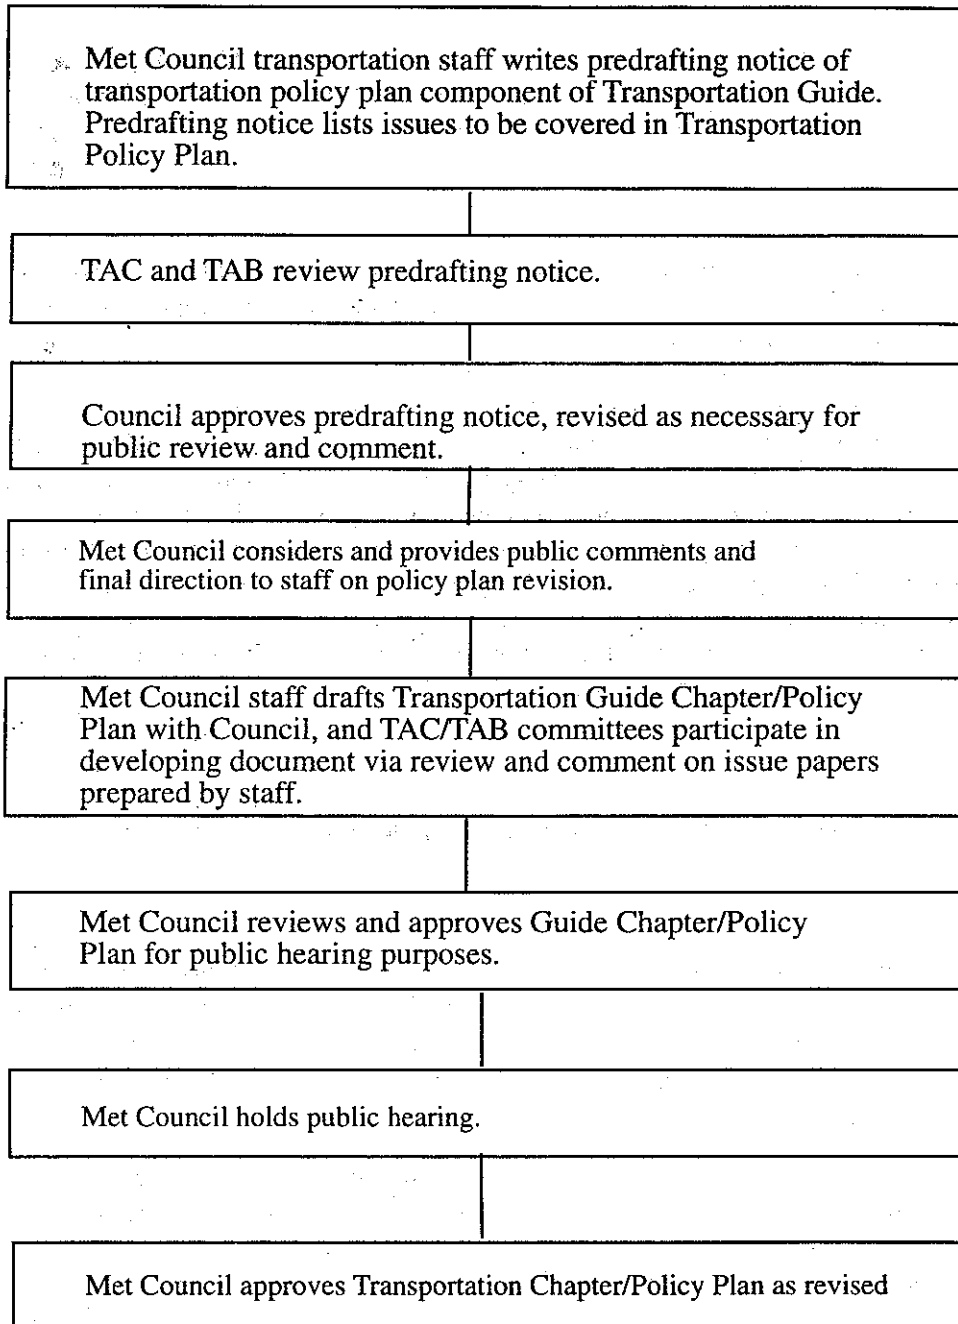 Met Council transportation staff writes predrafting notice of
transportation policy plan component of Transportation Guide.
Predrafting notice lists issues to be covered in Transportation
Policy Plan.
TAC and TAB review predrafting notice.
Council approves predrafting notice, revised as necessary for
public review and comment.
Met Council considers and provides public comments and
final direction to staff on policy plan revision.
Met Council staff drafts Transportation Guide Chapter/Policy
Plan with Council, and TAC/TAB committees participate in
developing document via review and comment on issue papers
prepared by staff.
Met Council reviews and approves Guide Chapter/Policy
Plan for public hearing purposes.
Met Council holds public hearing.
Met Council approves Transportation Chapter/Policy Plan as revised